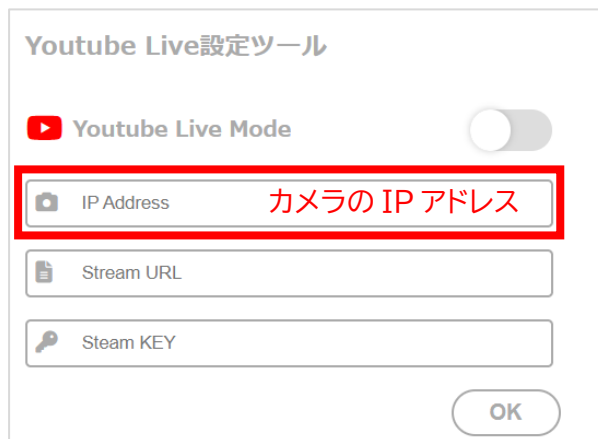 Youtube Live設定ツール
Youtube Live Mode
IP Address カメラの IP アドレス
Stream URL
Steam KEY
OK